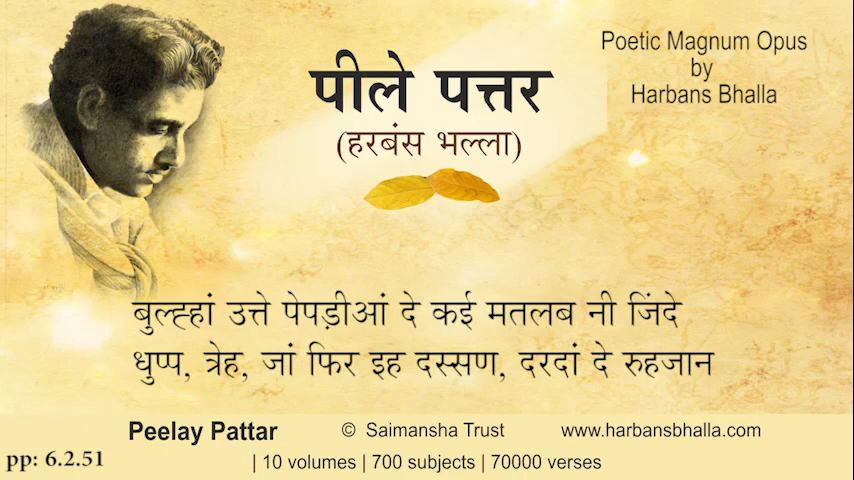 पीले पत्तर
(हरबंस भल्ला)
Poetic Magnum Opus
by
Harbans Bhalla
बुल्ह्हां उत्ते पेपड़ीआं दे कई मतलब नी जिंदे
धुप्प, त्रेह, जां फिर इह दस्सण, दरदां दे रुहजान
Peelay Pattar © Saimansha Trust www.harbansbhalla.com
pp: 6.2.51 | 10 volumes | 700 subjects | 70000 verses